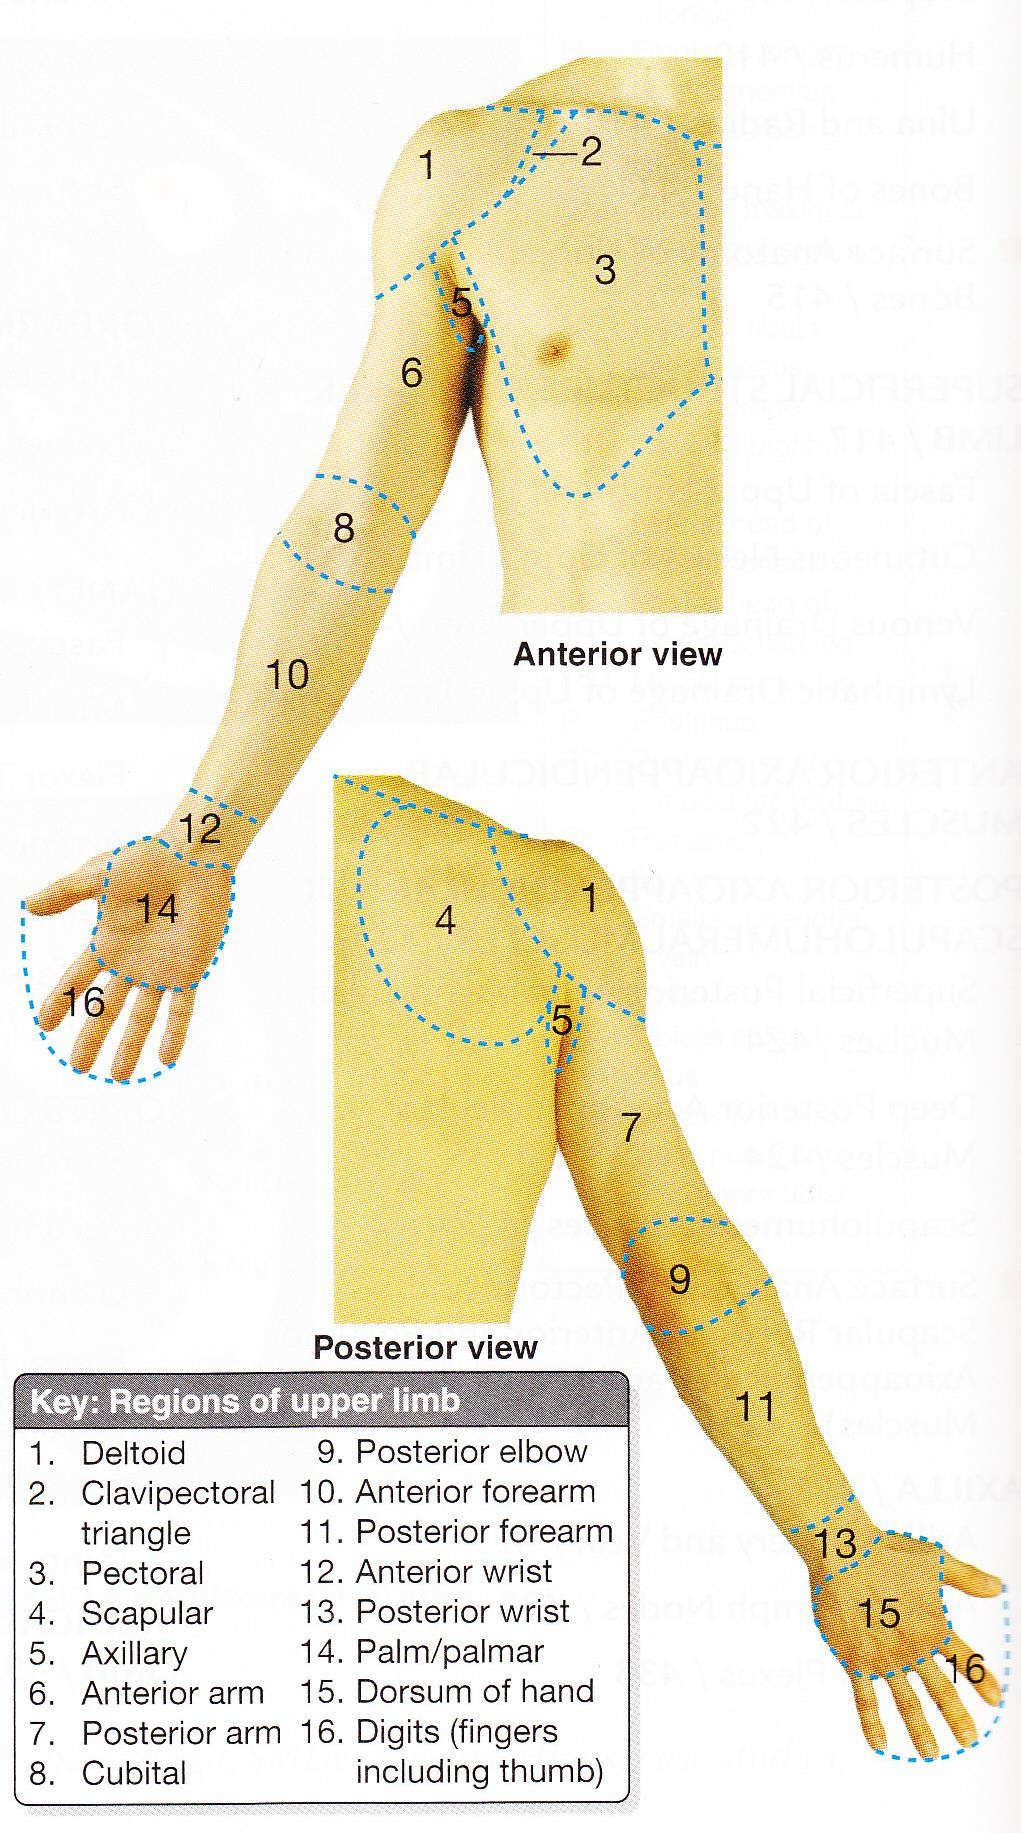 1
2
3
5
6
8
10
12
14
16
Anterior view
4
1
5
7
9
11
13
15
16
Posterior view
Key: Regions of upper limb
1. Deltoid
2. Clavipectoral triangle
3. Pectoral
4. Scapular
5. Axillary
6. Anterior arm
7. Posterior arm
8. Cubital
9. Posterior elbow
10. Anterior forearm
11. Posterior forearm
12. Anterior wrist
13. Posterior wrist
14. Palm/palmar
15. Dorsum of hand
16. Digits (fingers
including thumb)